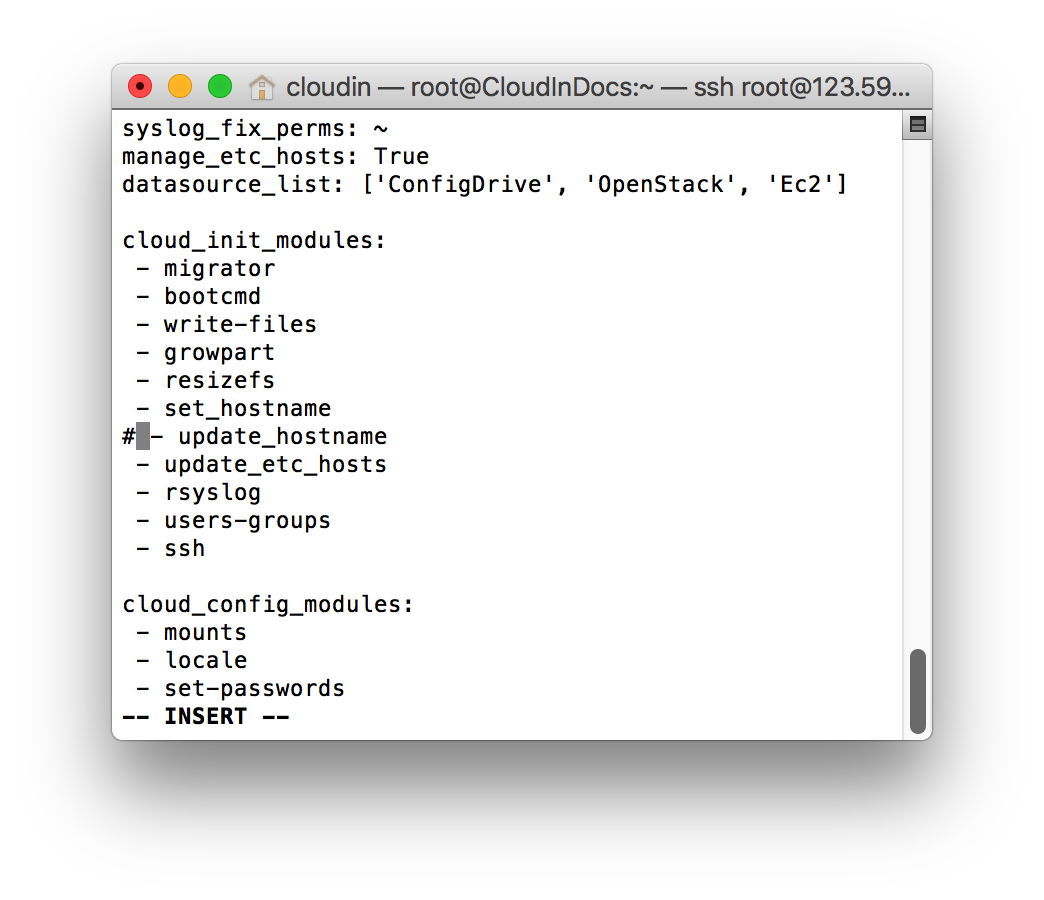 cloudin — root@CloudInDocs:~ — ssh root@123.59...
syslog_fix_perms: ~
manage_etc_hosts: True
datasource_list: ['ConfigDrive', 'OpenStack', 'Ec2']
cloud_init_modules:
- migrator
- bootcmd
- write-files
- growpart
- resizefs
- set_hostname
# - update_hostname
- update_etc_hosts
- rsyslog
- users-groups
- ssh
cloud_config_modules:
- mounts
- locale
- set-passwords
-- INSERT --